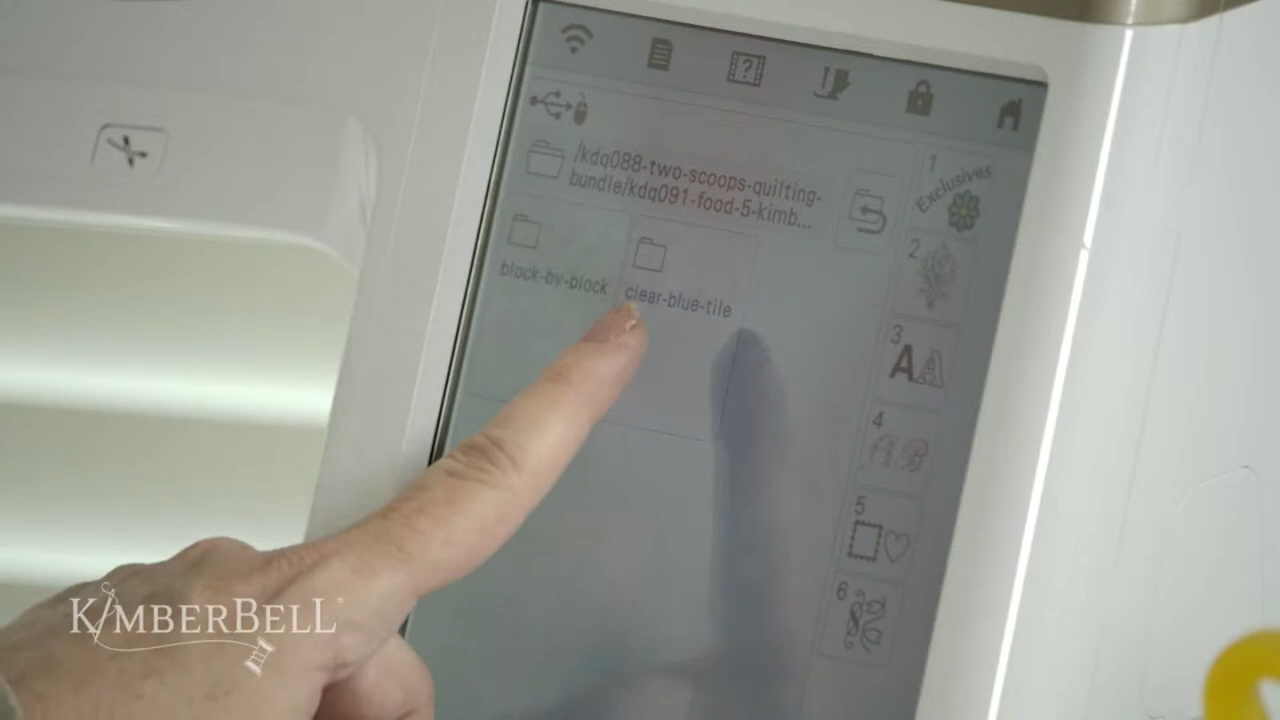 /kdq088-two-scoops-quilting-
bundle/kdq091-food-5-kimb...
block-by-block
clear-blue-tile
1
Exclusives
2
3
AA
4
AB
5
6
KIMBERBELL